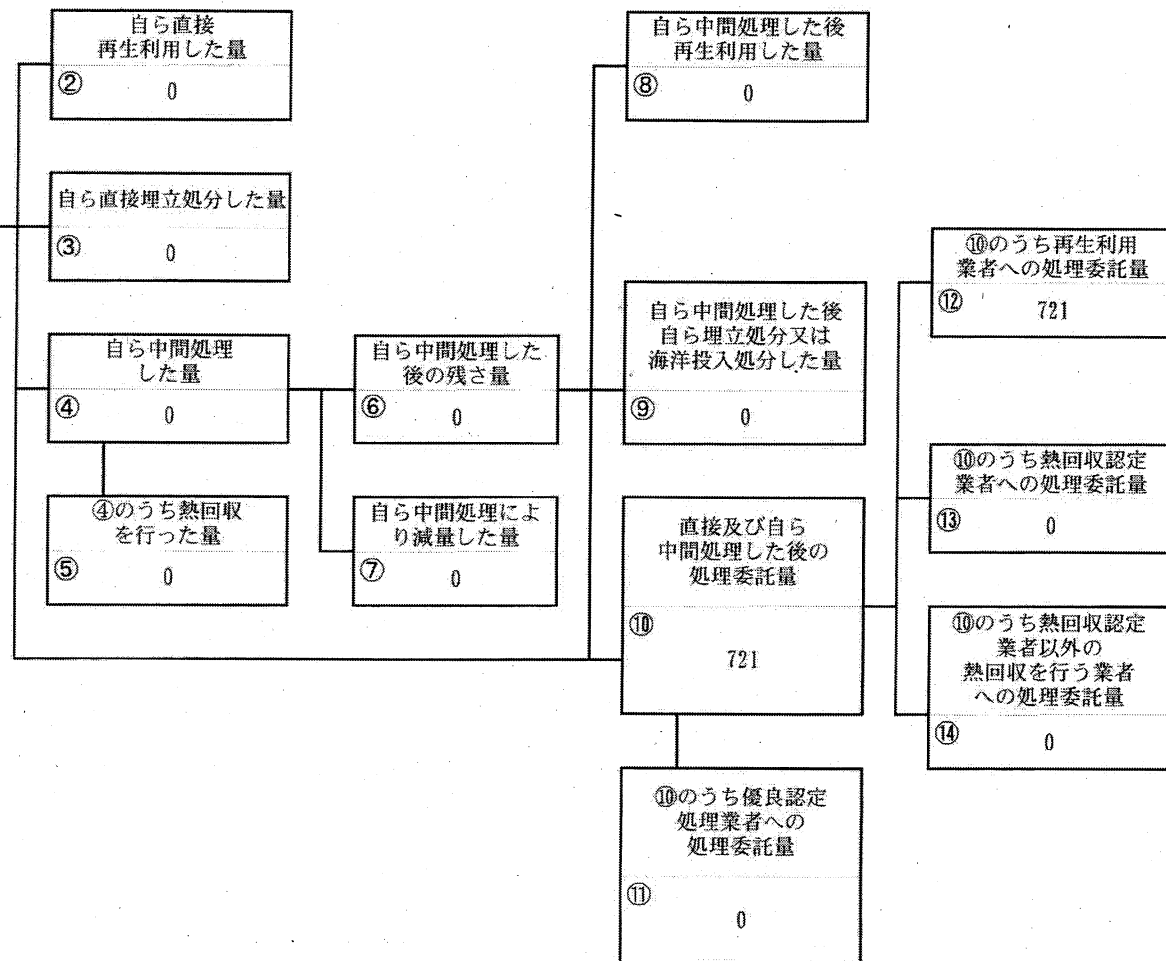 自ら直接
再生利用した量
②
0
自ら直接埋立処分した量
③
0
自ら中間処理
した量
④
0
④のうち熱回収
を行った量
⑤
0
自ら中間処理した
後の残さ量
⑥
0
自ら中間処理によ
り減量した量
⑦
0
自ら中間処理した後
再生利用した量
⑧
0
自ら中間処理した後
自ら埋立処分又は
海洋投入処分した量
⑨
0
直接及び自ら
中間処理した後の
処理委託量
⑩
721
⑩のうち優良認定
処理業者への
処理委託量
⑪
0
⑩のうち再生利用
業者への処理委託量
⑫
721
⑩のうち熱回収認定
業者への処理委託量
⑬
0
⑩のうち熱回収認定
業者以外の
熱回収を行う業者
への処理委託量
⑭
0